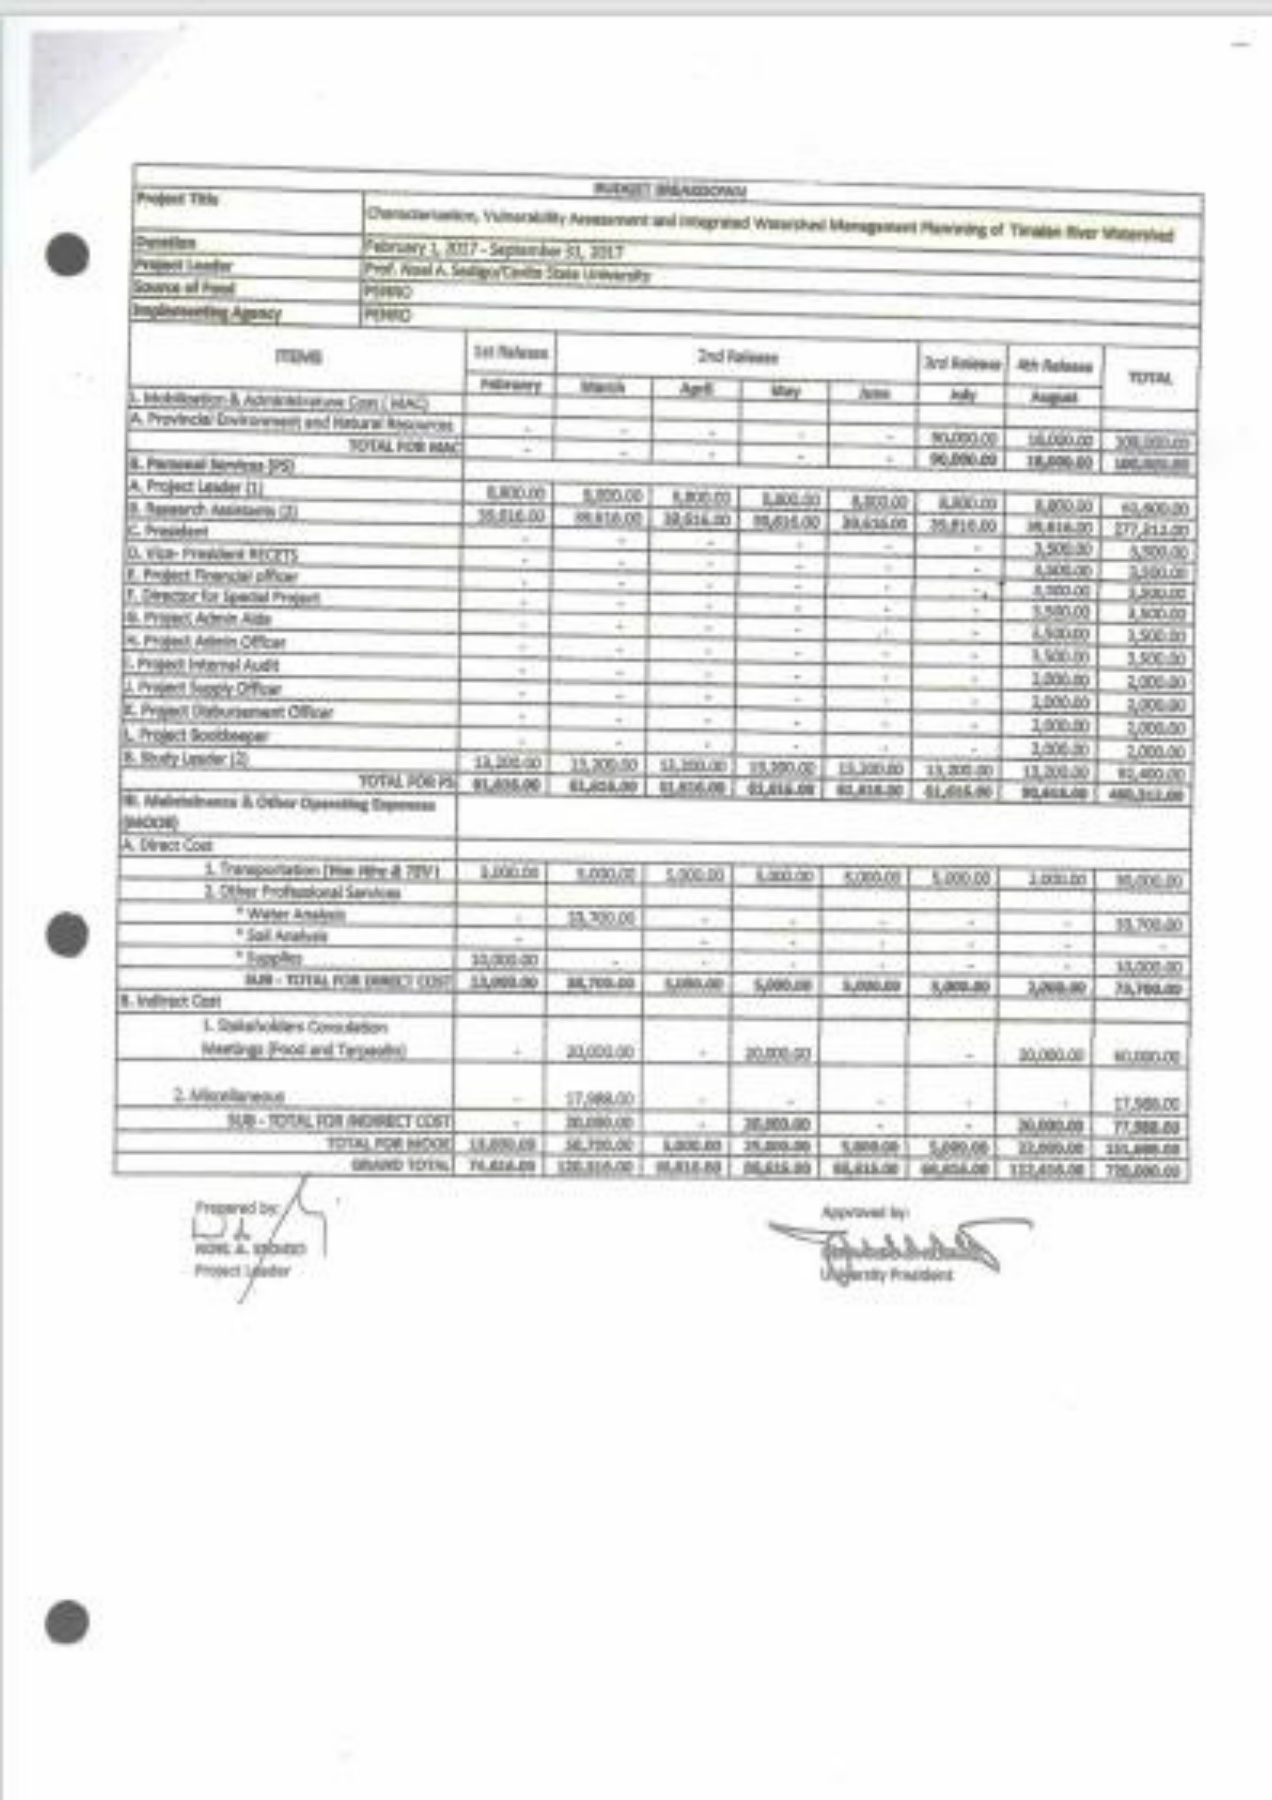 BUDGET BREAKDOWN
Project Title Characterization, Vulnerability Assessment and Integrated Watershed Management Planning of Timalan River Watershed
Duration February 1, 2017 - September 31, 2017
Project Leader Prof. Noel A. Sedigo/Cavite State University
Source of Fund PENRO
Implementing Agency PENRO
ITEMS 1st Release 2nd Release 3rd Release 4th Release TOTAL
February March April May June July August
I. Mobilization & Administrative Cost ( MAC)
A. Provincial Environment and Natural Resources - - - - - 90,000.00 18,000.00 108,000.00
TOTAL FOR MAC - - - - - 90,000.00 18,000.00 108,000.00
II. Personal Services (PS)
A. Project Leader (1) 8,800.00 8,800.00 8,800.00 8,800.00 8,800.00 8,800.00 8,800.00 61,600.00
B. Research Assistants (2) 39,616.00 39,616.00 39,616.00 39,616.00 39,616.00 39,616.00 39,616.00 277,312.00
C. President - - - - - - 3,500.00 3,500.00
D. Vice- President RECETS - - - - - - 3,500.00 3,500.00
E. Project Financial officer - - - - - - 3,500.00 3,500.00
F. Director for Special Project - - - - - - 3,500.00 3,500.00
G. Project Admin Aide - - - - - - 3,500.00 3,500.00
H. Project Admin Officer - - - - - - 3,500.00 3,500.00
I. Project Internal Audit - - - - - - 2,000.00 2,000.00
J. Project Supply Officer - - - - - - 2,000.00 2,000.00
K. Project Disbursement Officer - - - - - - 2,000.00 2,000.00
L. Project Bookkeeper - - - - - - 2,000.00 2,000.00
B. Study Leader (2) 13,200.00 13,200.00 13,200.00 13,200.00 13,200.00 13,200.00 13,200.00 92,400.00
TOTAL FOR PS 61,616.00 61,616.00 61,616.00 61,616.00 61,616.00 61,616.00 90,616.00 460,312.00
III. Maintenance & Other Operating Expenses
(MOOE)
A. Direct Cost
1. Transportation (Van Hire & TEV) 3,000.00 5,000.00 5,000.00 5,000.00 5,000.00 5,000.00 2,000.00 30,000.00
2. Other Professional Services
* Water Analysis - 33,700.00 - - - - - 33,700.00
* Soil Analysis - - - - - - -
* Supplies 10,000.00 - - - - - - 10,000.00
SUB - TOTAL FOR DIRECT COST 13,000.00 38,700.00 5,000.00 5,000.00 5,000.00 5,000.00 2,000.00 73,700.00
B. Indirect Cost
1. Stakeholders Consulation
Meetings (Food and Tarpaulin) - 20,000.00 - 20,000.00 - 20,000.00 60,000.00
2. Miscellaneous - 17,988.00 - - - - - 17,988.00
SUB - TOTAL FOR INDIRECT COST - 20,000.00 - 20,000.00 - - 20,000.00 77,988.00
TOTAL FOR MOOE 13,000.00 58,700.00 5,000.00 25,000.00 5,000.00 5,000.00 22,000.00 151,688.00
GRAND TOTAL 74,616.00 120,316.00 66,616.00 86,616.00 66,616.00 66,616.00 112,616.00 720,000.00
Prepared by: Approved by:
NOEL A. SEDIGO
Project Leader University President